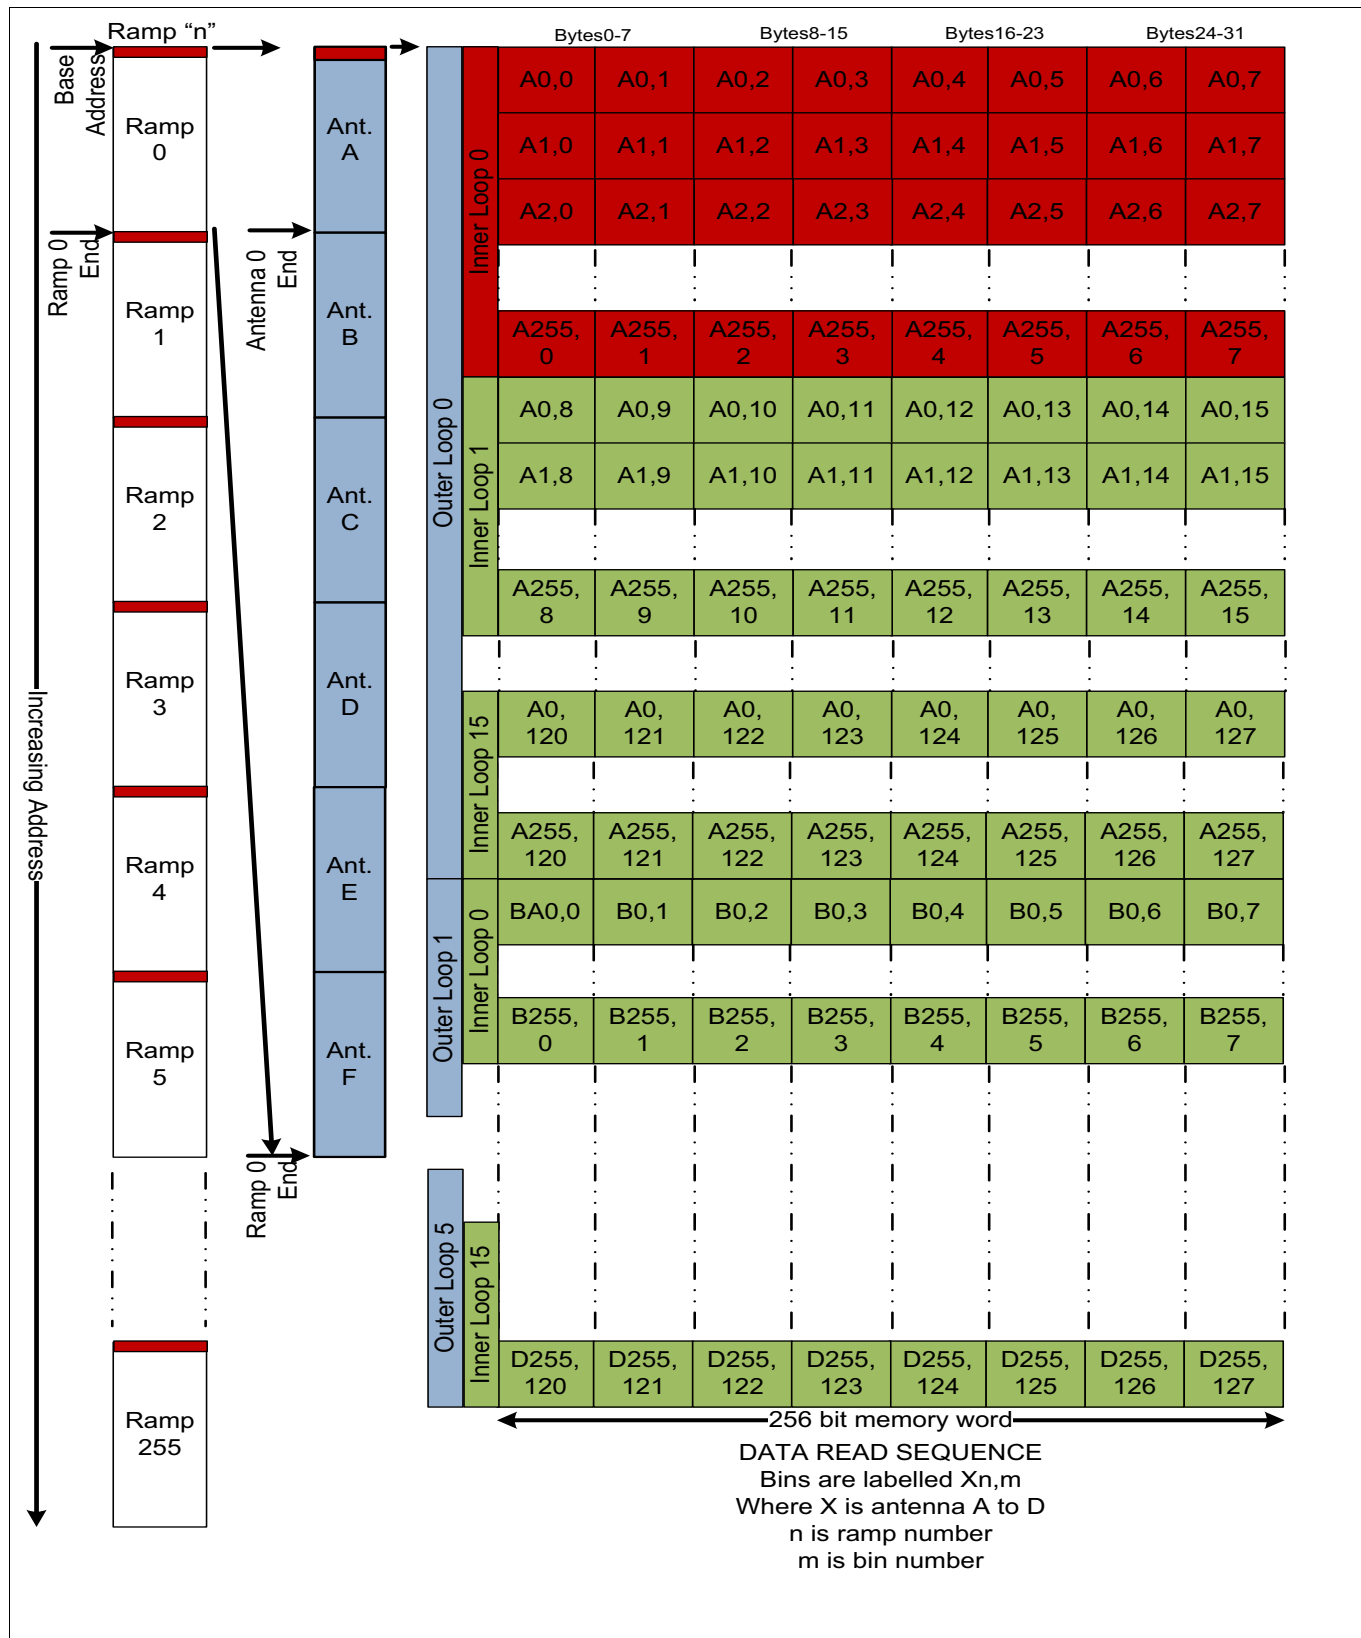 Ramp “n”
Base
Address
Ramp
0
Ramp 0
End
Ramp
1
Ramp
2
Ramp
3
Ramp
4
Ramp
5
Ramp
255
Increasing Address
Ant.
A
Antenna 0
End
Ant.
B
Ant.
C
Ant.
D
Ant.
E
Ant.
F
Ramp 0
End
Outer Loop 0
Outer Loop 1
Outer Loop 5
Inner Loop 0
Inner Loop 1
Inner Loop 15
Inner Loop 0
Inner Loop 15
Bytes0-7 Bytes8-15 Bytes16-23 Bytes24-31
A0,0 A0,1 A0,2 A0,3 A0,4 A0,5 A0,6 A0,7
A1,0 A1,1 A1,2 A1,3 A1,4 A1,5 A1,6 A1,7
A2,0 A2,1 A2,2 A2,3 A2,4 A2,5 A2,6 A2,7
A255, A255, A255, A255, A255, A255, A255, A255,
0 1 2 3 4 5 6 7
A0,8 A0,9 A0,10 A0,11 A0,12 A0,13 A0,14 A0,15
A1,8 A1,9 A1,10 A1,11 A1,12 A1,13 A1,14 A1,15
A255, A255, A255, A255, A255, A255, A255, A255,
8 9 10 11 12 13 14 15
A0, A0, A0, A0, A0, A0, A0, A0,
120 121 122 123 124 125 126 127
A255, A255, A255, A255, A255, A255, A255, A255,
120 121 122 123 124 125 126 127
BA0,0 B0,1 B0,2 B0,3 B0,4 B0,5 B0,6 B0,7
B255, B255, B255, B255, B255, B255, B255, B255,
0 1 2 3 4 5 6 7
D255, D255, D255, D255, D255, D255, D255, D255,
120 121 122 123 124 125 126 127
256 bit memory word
DATA READ SEQUENCE
Bins are labelled Xn,m
Where X is antenna A to D
n is ramp number
m is bin number